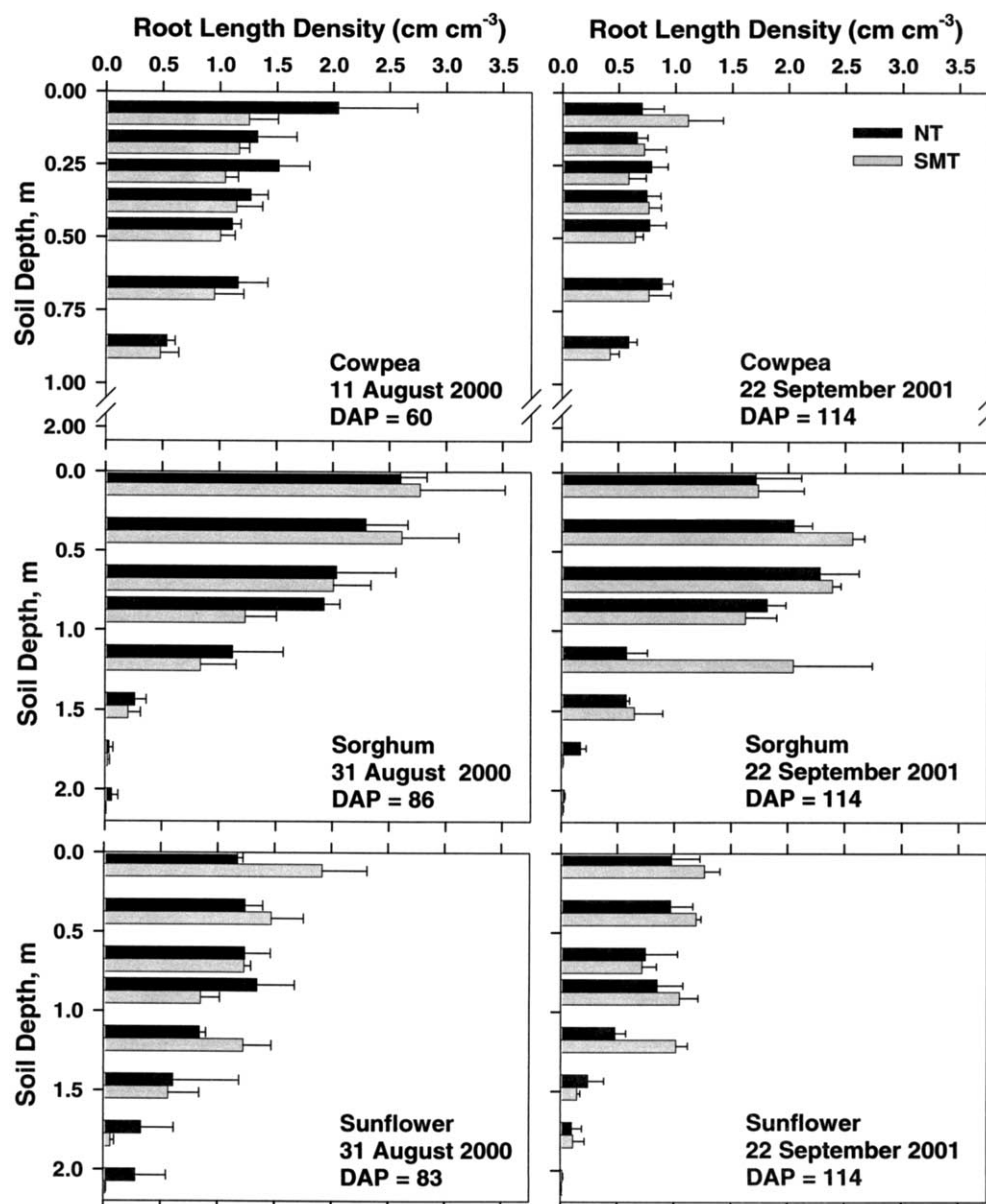 Root Length Density (cm cm⁻³)
0.0 0.5 1.0 1.5 2.0 2.5 3.0 3.5
Root Length Density (cm cm⁻³)
0.0 0.5 1.0 1.5 2.0 2.5 3.0 3.5
Soil Depth, m
0.00
0.25
0.50
0.75
1.00
2.00
Cowpea
11 August 2000
DAP = 60
NT
SMT
Cowpea
22 September 2001
DAP = 114
Soil Depth, m
0.0
0.5
1.0
1.5
2.0
Sorghum
31 August 2000
DAP = 86
Sorghum
22 September 2001
DAP = 114
Soil Depth, m
0.0
0.5
1.0
1.5
2.0
Sunflower
31 August 2000
DAP = 83
Sunflower
22 September 2001
DAP = 114